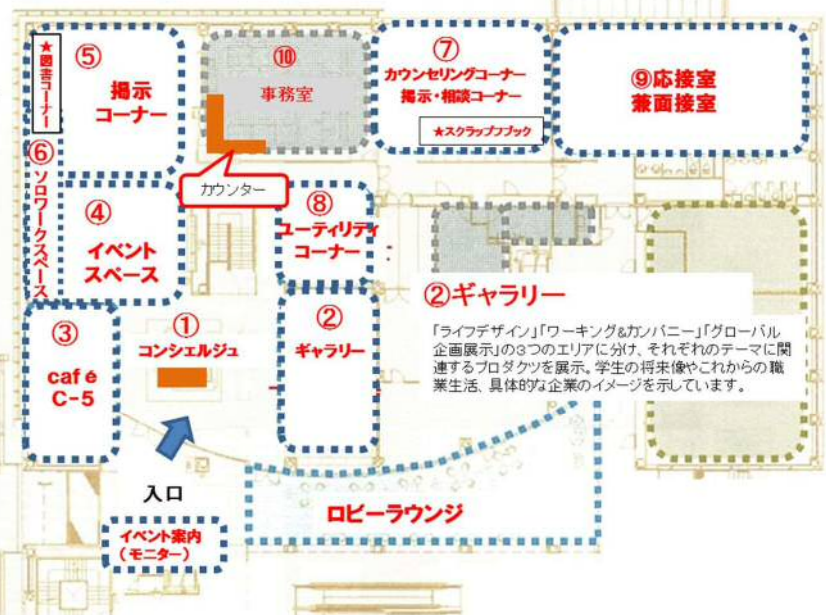 ★図書コーナー
⑤
掲示
コーナー
⑩
事務室
カウンター
⑦
カウンセリングコーナー
掲示・相談コーナー
★スクラップフブック
⑨応接室
兼面接室
⑥ソロワークスペース
④
イベント
スペース
⑧
ユーティリティ
コーナー
③
café
C-5
①
コンシェルジュ
②
ギャラリー
②ギャラリー
「ライフデザイン」「ワーキング&カンパニー」「グローバル
企画展示」の3つのエリアに分け、それぞれのテーマに関
連するプロダクツを展示。学生の将来像やこれからの職
業生活、具体的な企業のイメージを示しています。
入口
イベント案内
(モニター)
ロビーラウンジ